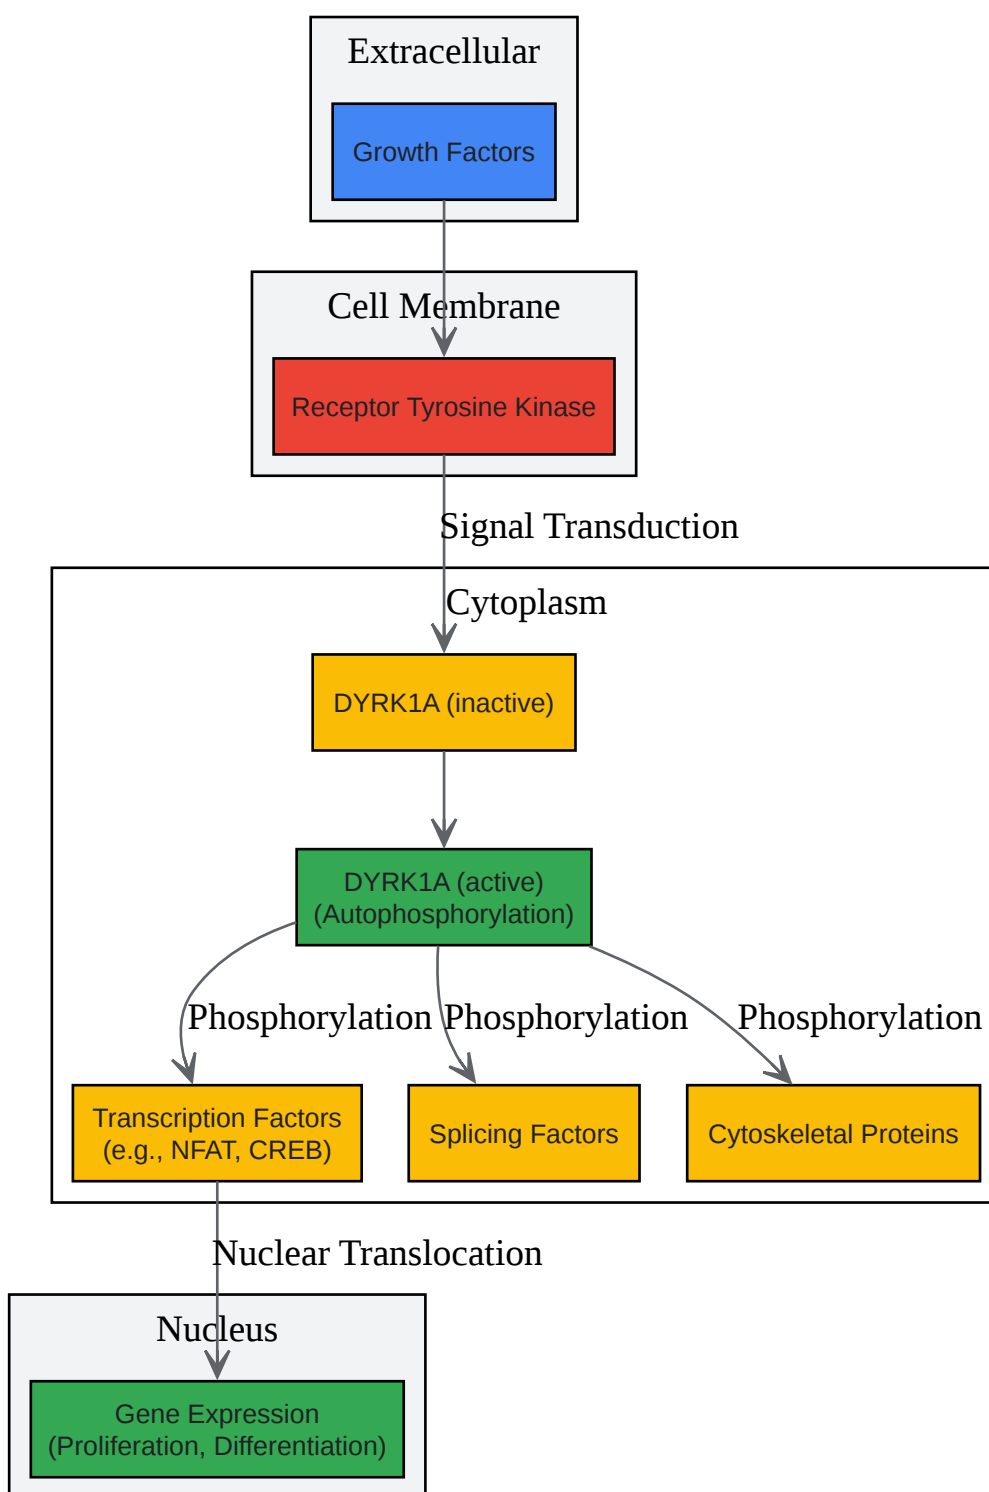 Extracellular
Growth Factors
Cell Membrane
Receptor Tyrosine Kinase
Signal Transduction
Cytoplasm
DYRK1A (inactive)
DYRK1A (active)
(Autophosphorylation)
Phosphorylation
Phosphorylation
Phosphorylation
Transcription Factors
(e.g., NFAT, CREB)
Splicing Factors
Cytoskeletal Proteins
Nuclear Translocation
Nucleus
Gene Expression
(Proliferation, Differentiation)